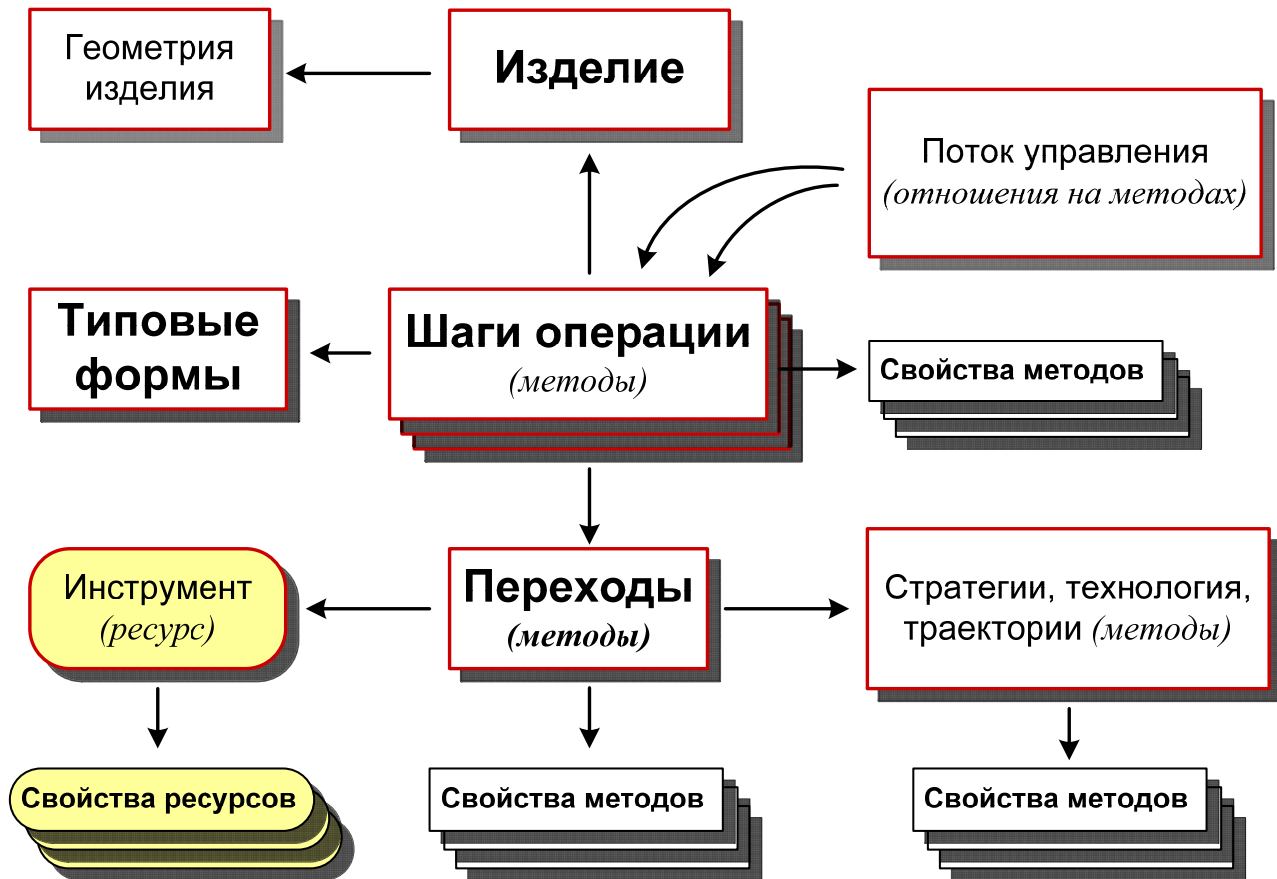 Геометрия
изделия
Изделие
Поток управления
(отношения на методах)
Типовые
формы
Шаги операции
(методы)
Свойства методов
Инструмент
(ресурс)
Переходы
(методы)
Стратегии, технология,
траектории (методы)
Свойства ресурсов
Свойства методов
Свойства методов